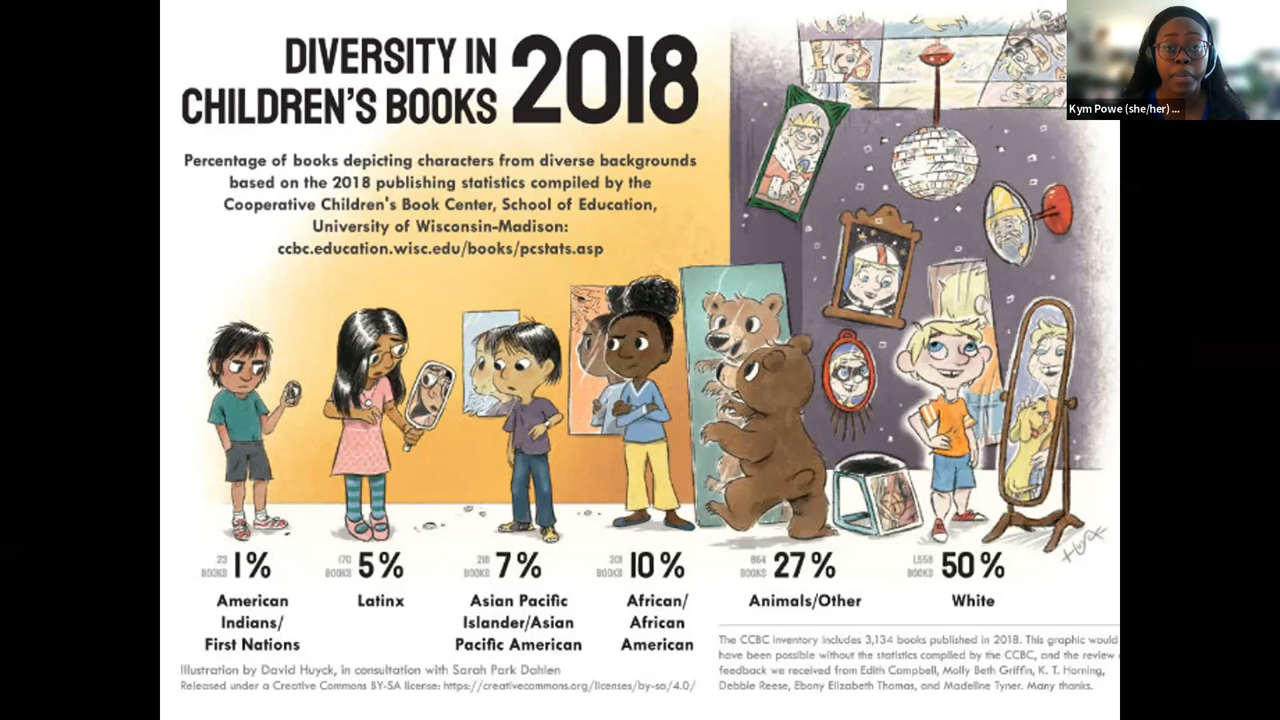 DIVERSITY IN
CHILDREN'S BOOKS 2018
Percentage of books depicting characters from diverse backgrounds
based on the 2018 publishing statistics compiled by the
Cooperative Children's Book Center, School of Education,
University of Wisconsin-Madison:
ccbc.education.wisc.edu/books/pcstats.asp
Kym Powe (she/her) ...
23 BOOKS 1%
American
Indians/
First Nations
170 BOOKS 5%
Latinx
218 BOOKS 7%
Asian Pacific
Islander/Asian
Pacific American
301 BOOKS 10%
African/
African
American
864 BOOKS 27%
Animals/Other
1,558 BOOKS 50%
White
Huyck
Illustration by David Huyck, in consultation with Sarah Park Dahlen
Released under a Creative Commons BY-SA license: https://creativecommons.org/licenses/by-sa/4.0/
The CCBC inventory includes 3,134 books published in 2018. This graphic would
have been possible without the statistics compiled by the CCBC, and the review
feedback we received from Edith Campbell, Molly Beth Griffin, K. T. Horning,
Debbie Reese, Ebony Elizabeth Thomas, and Madeline Tyner. Many thanks.